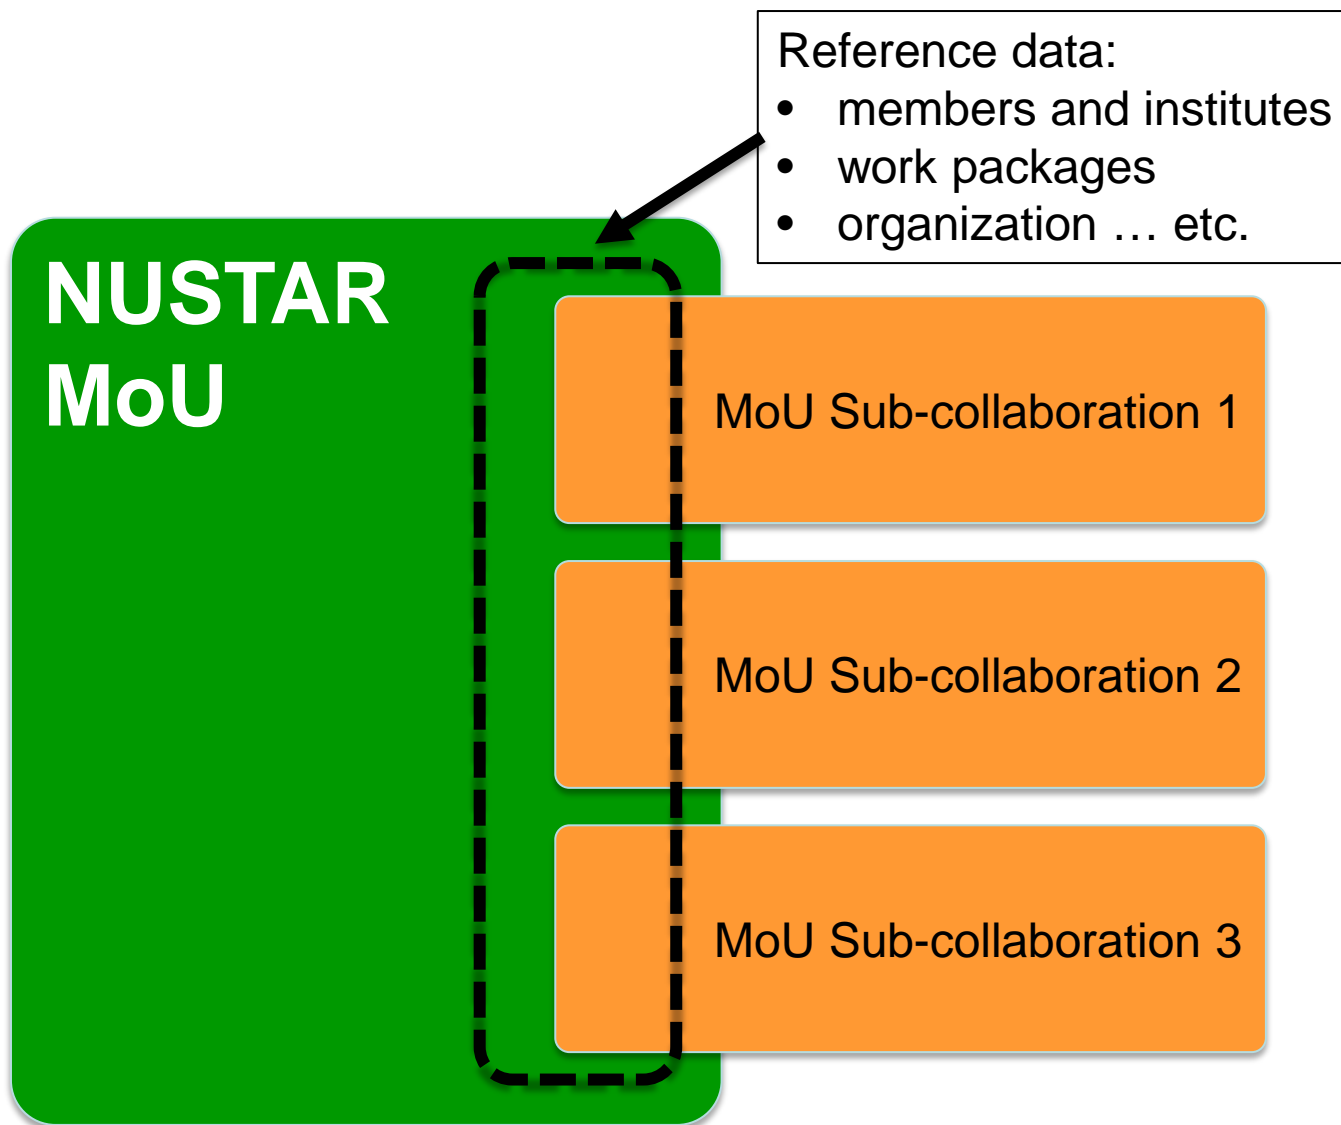 Reference data:
• members and institutes
• work packages
• organization … etc.
NUSTAR
MoU
MoU Sub-collaboration 1
MoU Sub-collaboration 2
MoU Sub-collaboration 3